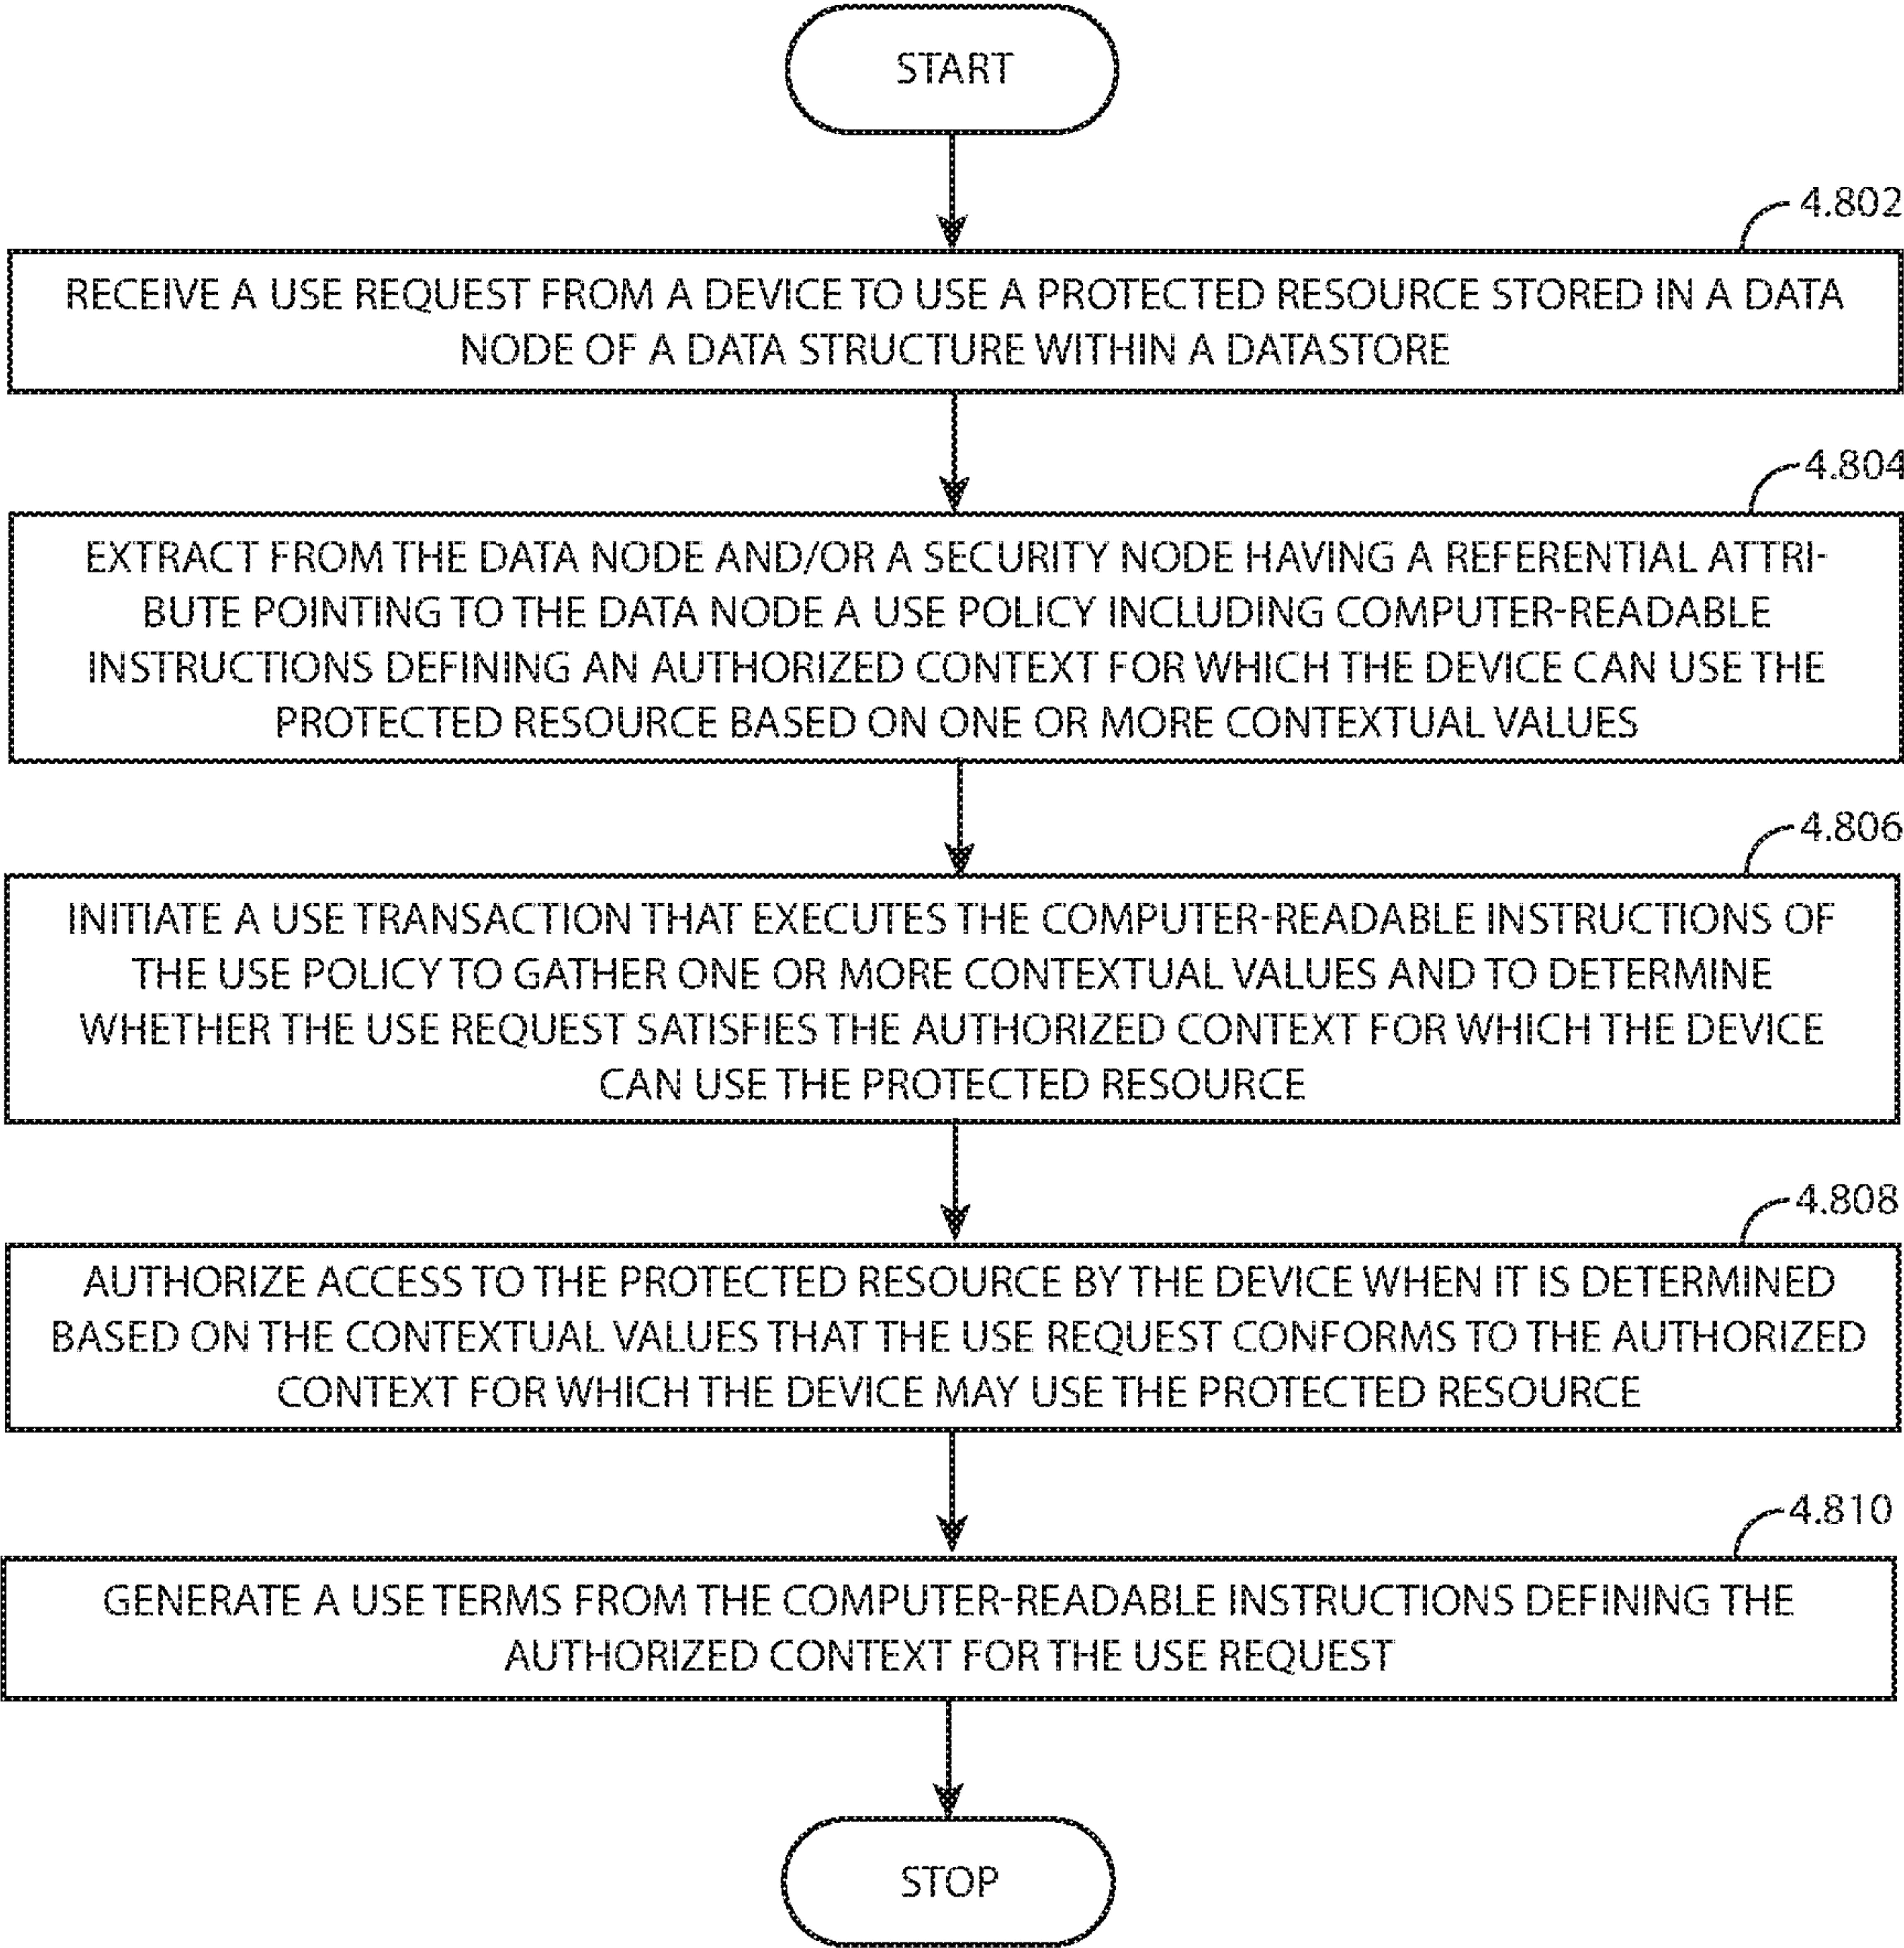 START
4.802
RECEIVE A USE REQUEST FROM A DEVICE TO USE A PROTECTED RESOURCE STORED IN A DATA
NODE OF A DATA STRUCTURE WITHIN A DATASTORE
4.804
EXTRACT FROM THE DATA NODE AND/OR A SECURITY NODE HAVING A REFERENTIAL ATTRI-
BUTE POINTING TO THE DATA NODE A USE POLICY INCLUDING COMPUTER-READABLE
INSTRUCTIONS DEFINING AN AUTHORIZED CONTEXT FOR WHICH THE DEVICE CAN USE THE
PROTECTED RESOURCE BASED ON ONE OR MORE CONTEXTUAL VALUES
4.806
INITIATE A USE TRANSACTION THAT EXECUTES THE COMPUTER-READABLE INSTRUCTIONS OF
THE USE POLICY TO GATHER ONE OR MORE CONTEXTUAL VALUES AND TO DETERMINE
WHETHER THE USE REQUEST SATISFIES THE AUTHORIZED CONTEXT FOR WHICH THE DEVICE
CAN USE THE PROTECTED RESOURCE
4.808
AUTHORIZE ACCESS TO THE PROTECTED RESOURCE BY THE DEVICE WHEN IT IS DETERMINED
BASED ON THE CONTEXTUAL VALUES THAT THE USE REQUEST CONFORMS TO THE AUTHORIZED
CONTEXT FOR WHICH THE DEVICE MAY USE THE PROTECTED RESOURCE
4.810
GENERATE A USE TERMS FROM THE COMPUTER-READABLE INSTRUCTIONS DEFINING THE
AUTHORIZED CONTEXT FOR THE USE REQUEST
STOP